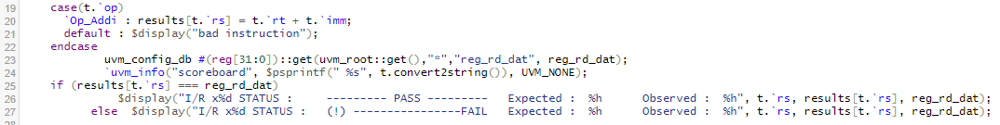 19 case(t.`op)
20 `Op_Addi : results[t.`rs] = t.`rt + t.`imm;
21 default : $display("bad instruction");
22 endcase
23 uvm_config_db #(reg[31:0])::get(uvm_root::get(),"*","reg_rd_dat", reg_rd_dat);
24 `uvm_info("scoreboard", $psprintf(" %s", t.convert2string()), UVM_NONE);
25 if (results[t.`rs] === reg_rd_dat)
26 $display("I/R x%d STATUS : --------- PASS --------- Expected : %h Observed : %h", t.`rs, results[t.`rs], reg_rd_dat);
27 else $display("I/R x%d STATUS : (!) ----------------FAIL Expected : %h Observed : %h", t.`rs, results[t.`rs], reg_rd_dat);